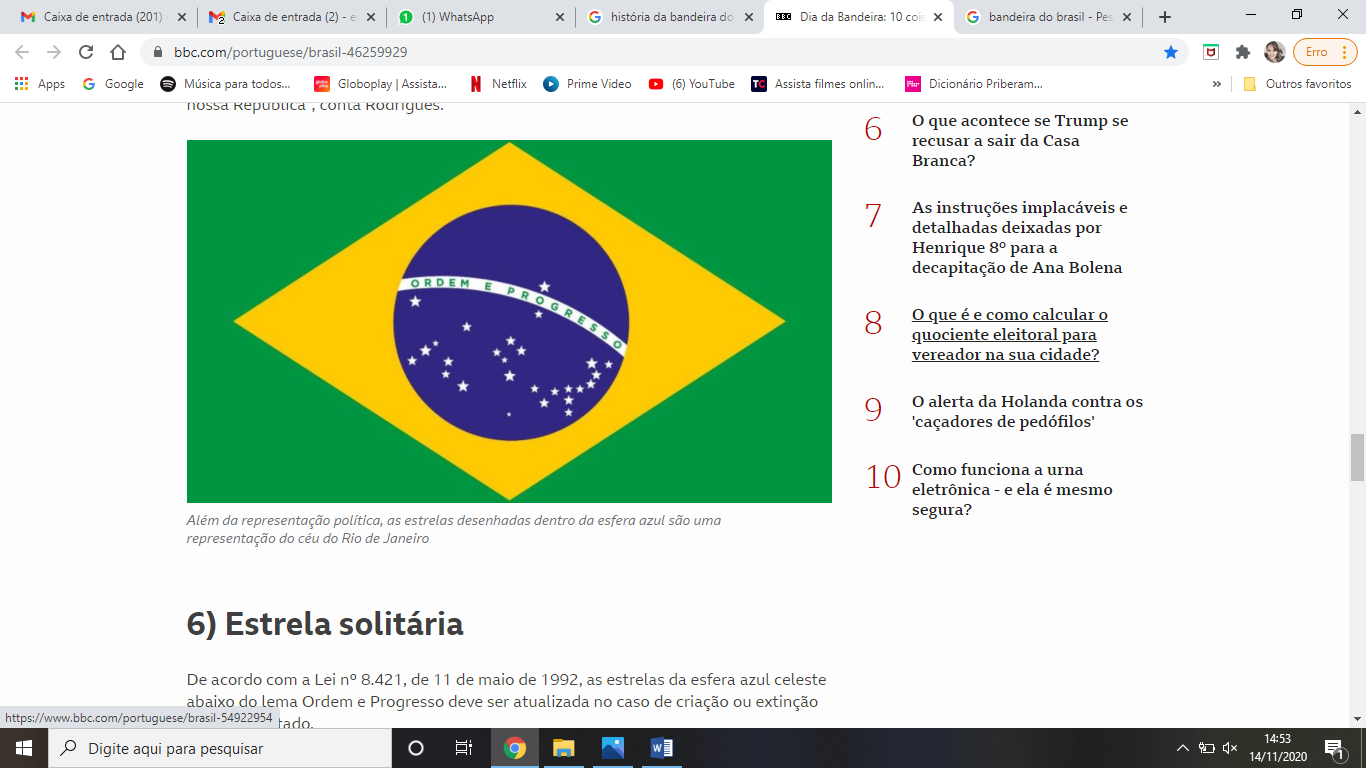 Caixa de entrada (201)
Caixa de entrada (2) - e
(1) WhatsApp
história da bandeira do
Dia da Bandeira: 10 cois
bandeira do brasil - Pes
bbc.com/portuguese/brasil-46259929
Erro
Apps
Google
Música para todos...
Globoplay | Assista...
Netflix
Prime Video
(6) YouTube
Assista filmes onlin...
Dicionário Priberam...
»
Outros favoritos
nossa República", conta Rodrigues.
ORDEM E PROGRESSO
Além da representação política, as estrelas desenhadas dentro da esfera azul são uma
representação do céu do Rio de Janeiro
6) Estrela solitária
De acordo com a Lei nº 8.421, de 11 de maio de 1992, as estrelas da esfera azul celeste
abaixo do lema Ordem e Progresso deve ser atualizada no caso de criação ou extinção
tado.
6 O que acontece se Trump se
recusar a sair da Casa
Branca?
7 As instruções implacáveis e
detalhadas deixadas por
Henrique 8º para a
decapitação de Ana Bolena
8 O que é e como calcular o
quociente eleitoral para
vereador na sua cidade?
9 O alerta da Holanda contra os
'caçadores de pedófilos'
10 Como funciona a urna
eletrônica - e ela é mesmo
segura?
https://www.bbc.com/portuguese/brasil-54922954
Digite aqui para pesquisar
14:53
14/11/2020
1